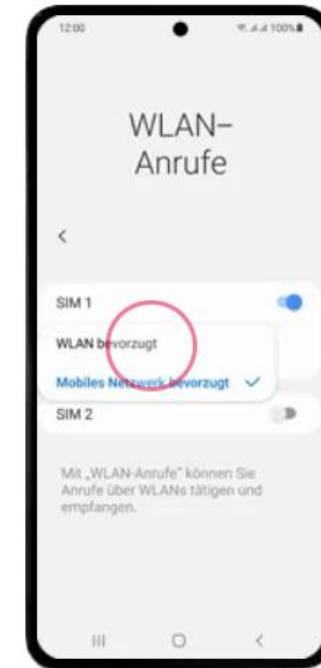 12:00
100%
WLAN–
Anrufe
SIM 1
WLAN bevorzugt
Mobiles Netzwerk bevorzugt
SIM 2
Mit „WLAN-Anrufe" können Sie
Anrufe über WLANs tätigen und
empfangen.